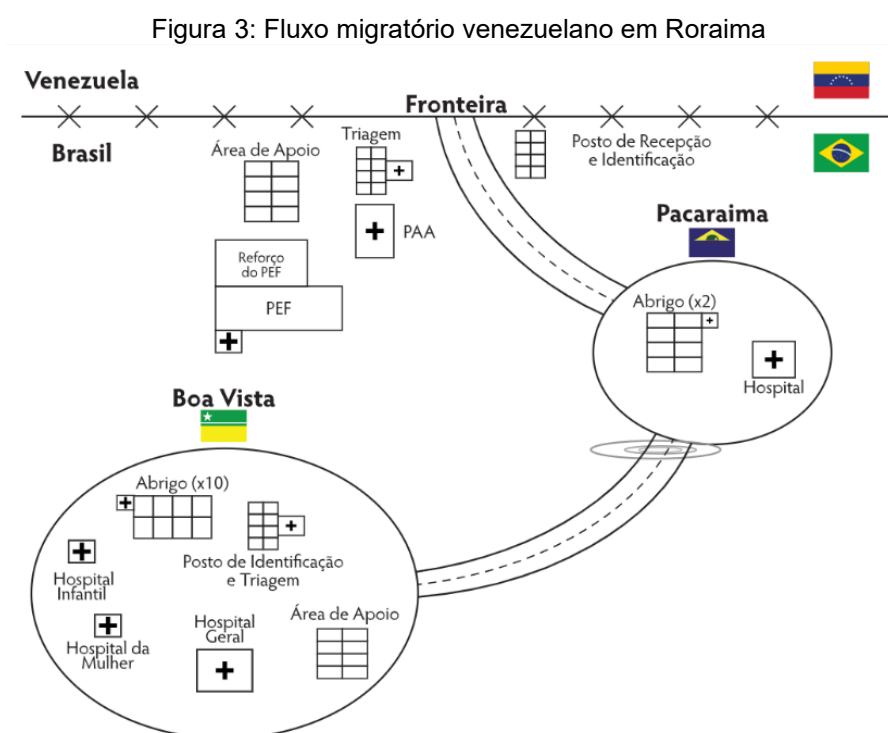 Figura 3: Fluxo migratório venezuelano em Roraima
Venezuela
Fronteira
Brasil
Área de Apoio
Triagem
Posto de Recepção
e Identificação
PAA
Reforço
do PEF
PEF
Pacaraima
Abrigo (x2)
Hospital
Boa Vista
Abrigo (x10)
Posto de Identificação
e Triagem
Hospital
Infantil
Hospital da
Mulher
Hospital
Geral
Área de Apoio